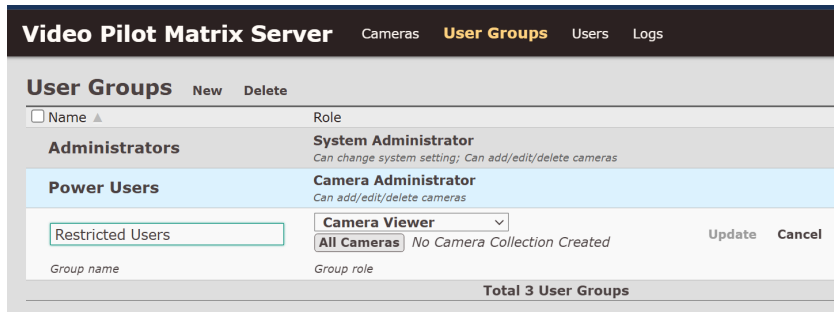 Video Pilot Matrix Server Cameras User Groups Users Logs
User Groups New Delete
Name Role
Administrators System Administrator
Can change system setting; Can add/edit/delete cameras
Power Users Camera Administrator
Can add/edit/delete cameras
Restricted Users Camera Viewer Update Cancel
All Cameras No Camera Collection Created
Group name Group role
Total 3 User Groups